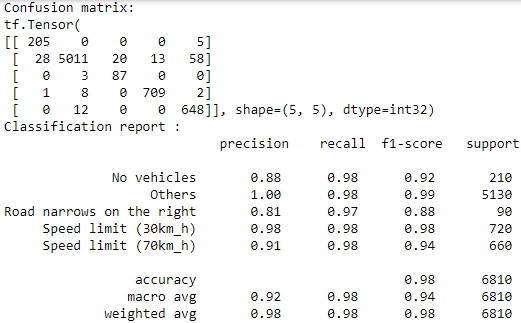 Confusion matrix:
tf.Tensor(
[[ 205    0    0    0    5]
 [  28 5011   20   13   58]
 [   0    3   87    0    0]
 [   1    8    0  709    2]
 [   0   12    0    0  648]], shape=(5, 5), dtype=int32)
Classification report :
precision recall f1-score support
No vehicles 0.88 0.98 0.92 210
Others 1.00 0.98 0.99 5130
Road narrows on the right 0.81 0.97 0.88 90
Speed limit (30km_h) 0.98 0.98 0.98 720
Speed limit (70km_h) 0.91 0.98 0.94 660
accuracy 0.98 6810
macro avg 0.92 0.98 0.94 6810
weighted avg 0.98 0.98 0.98 6810